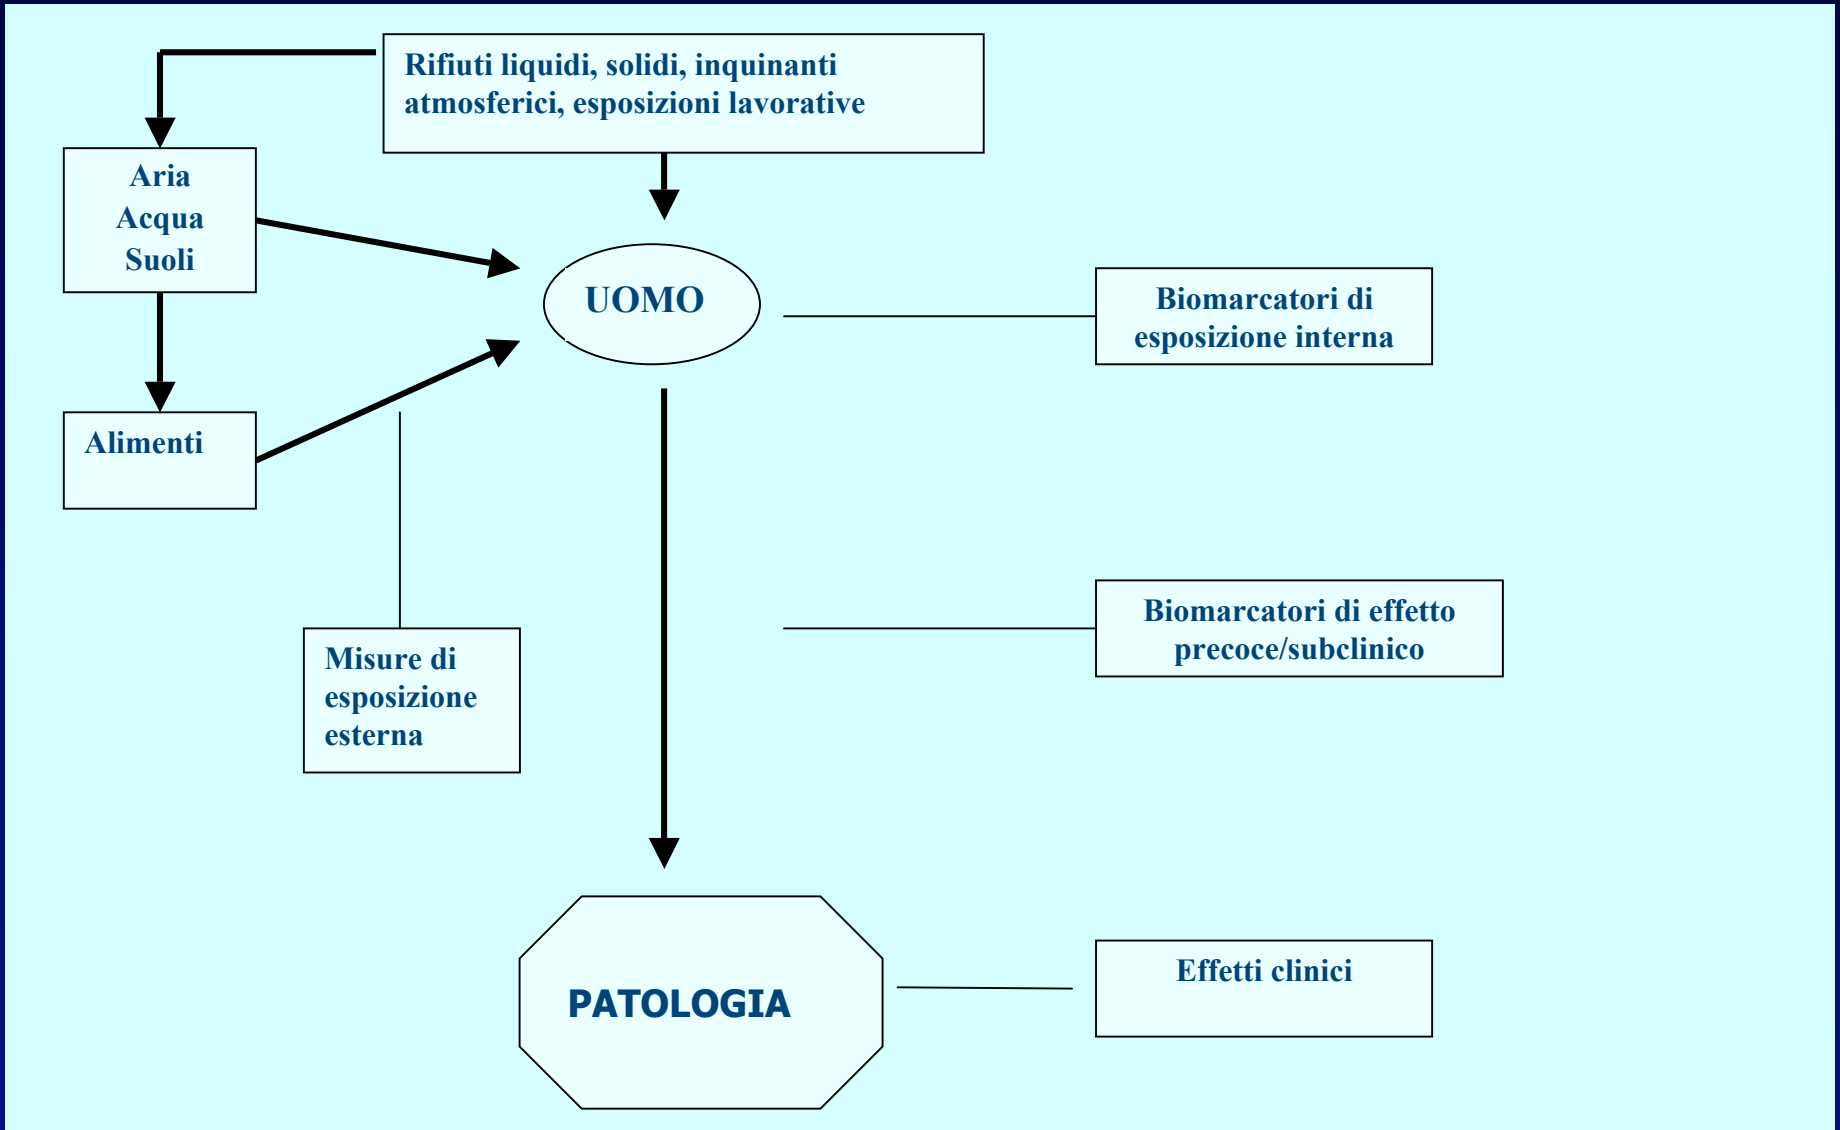 Rifiuti liquidi, solidi, inquinanti
atmosferici, esposizioni lavorative
Aria
Acqua
Suoli
UOMO
Biomarcatori di
esposizione interna
Alimenti
Biomarcatori di effetto
precoce/subclinico
Misure di
esposizione
esterna
Effetti clinici
PATOLOGIA